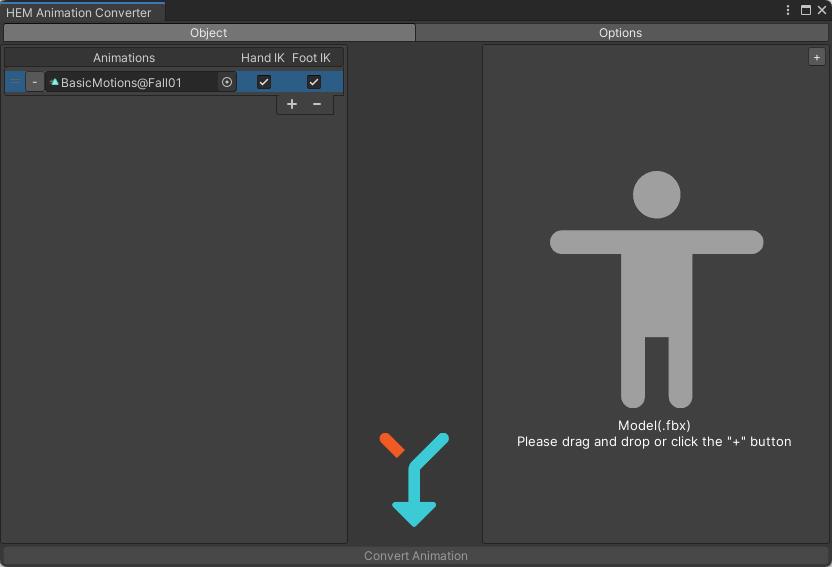 HEM Animation Converter
Object
Options
Animations
Hand IK
Foot IK
-
BasicMotions@Fall01
+
−
+
Model(.fbx)
Please drag and drop or click the "+" button
Convert Animation